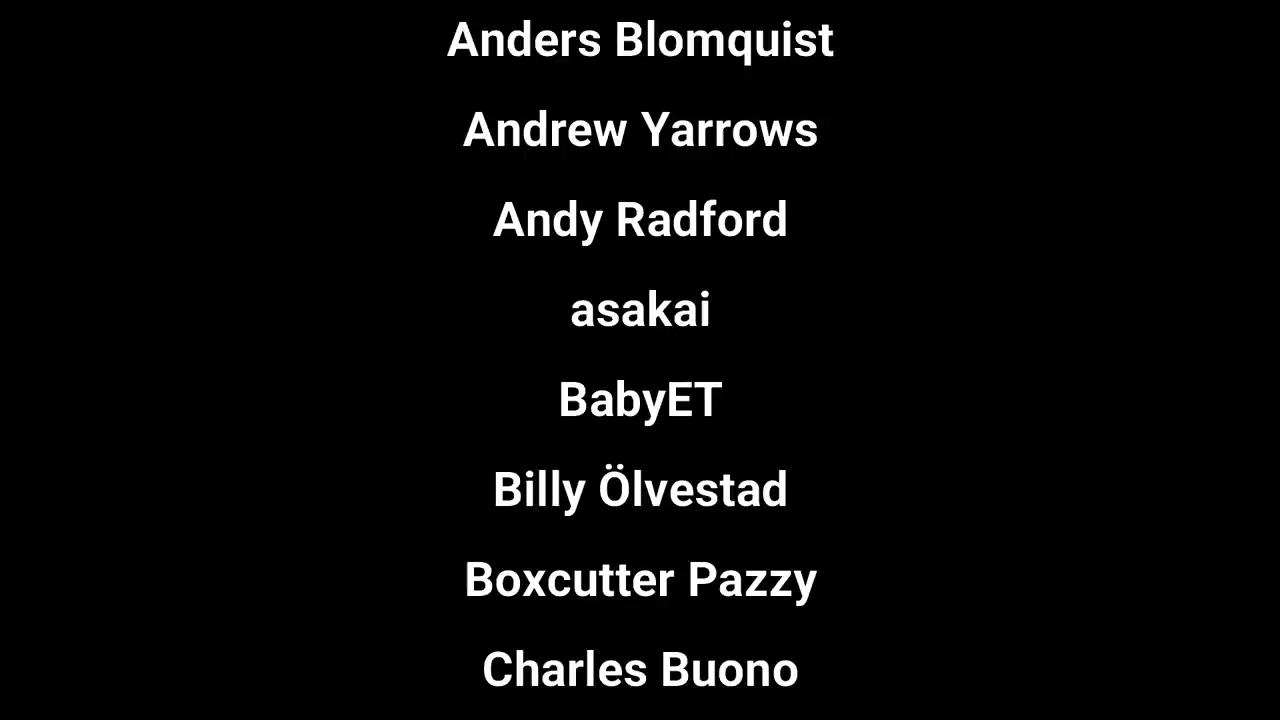 Anders Blomquist
Andrew Yarrows
Andy Radford
asakai
BabyET
Billy Ölvestad
Boxcutter Pazzy
Charles Buono